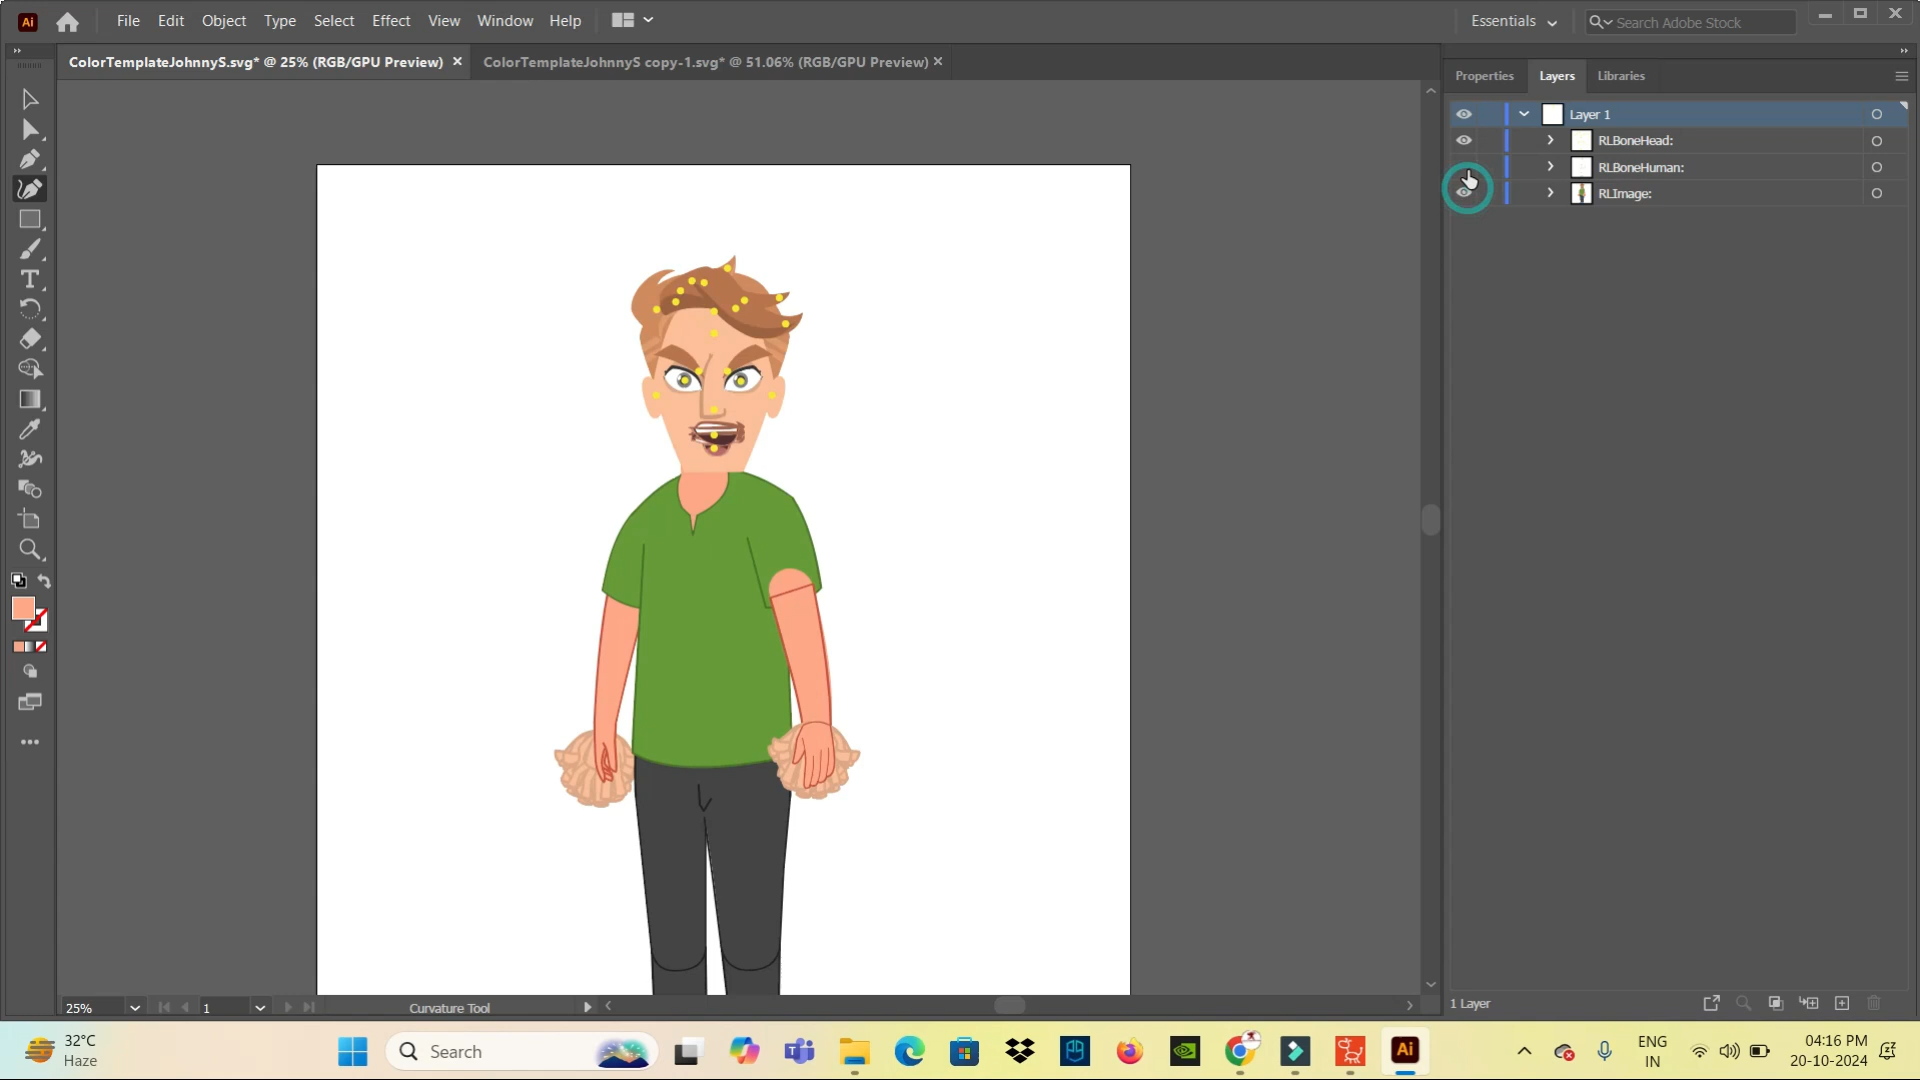 Ai File Edit Object Type Select Effect View Window Help Essentials Search Adobe Stock
ColorTemplateJohnnyS.svg* @ 25% (RGB/GPU Preview) × ColorTemplateJohnnyS copy-1.svg* @ 51.06% (RGB/GPU Preview) ×
Properties Layers Libraries
Layer 1
RLBoneHead:
RLBoneHuman:
RLImage:
25% 1 Curvature Tool 1 Layer
32°C
Haze
Search
Ai
ENG
IN
04:16 PM
20-10-2024